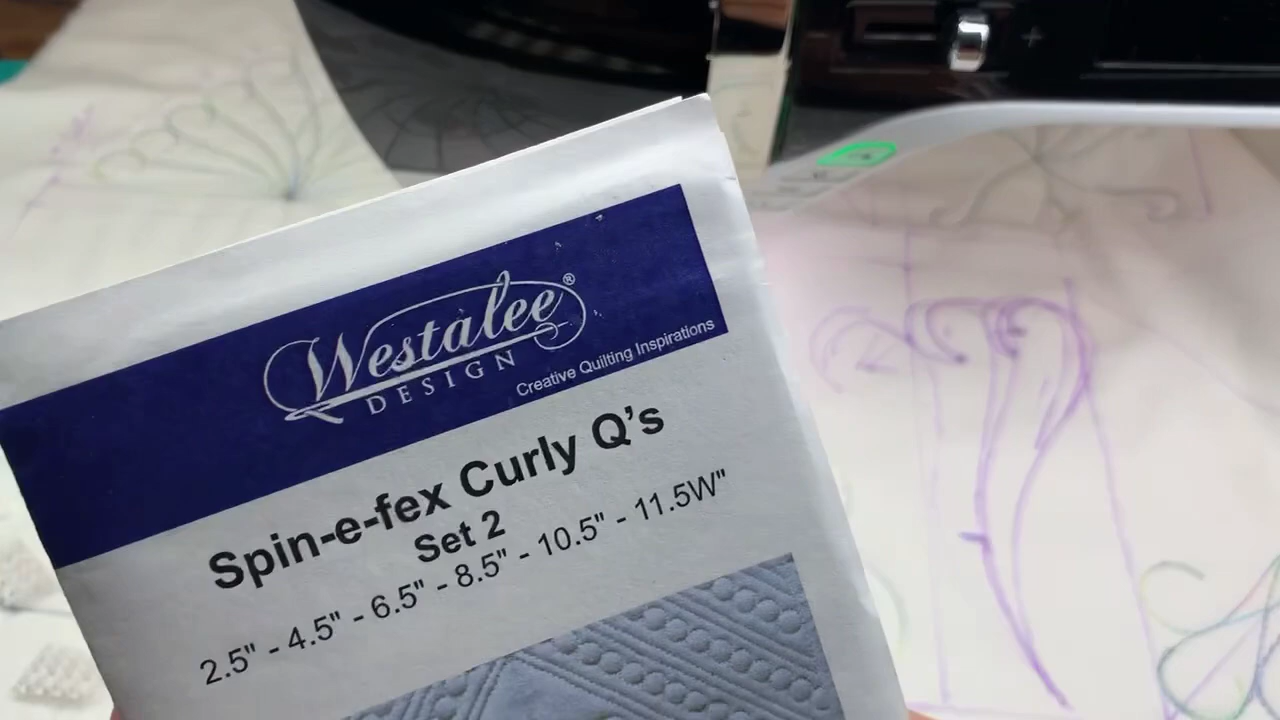 Westalee®
DESIGN
Creative Quilting Inspirations
Spin-e-fex Curly Q's
Set 2
2.5" - 4.5" - 6.5" - 8.5" - 10.5" - 11.5W"